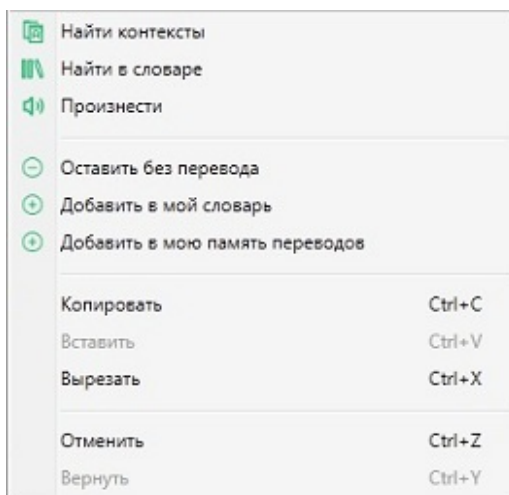 Найти контексты
Найти в словаре
Произнести
Оставить без перевода
Добавить в мой словарь
Добавить в мою память переводов
Копировать Ctrl+C
Вставить Ctrl+V
Вырезать Ctrl+X
Отменить Ctrl+Z
Вернуть Ctrl+Y